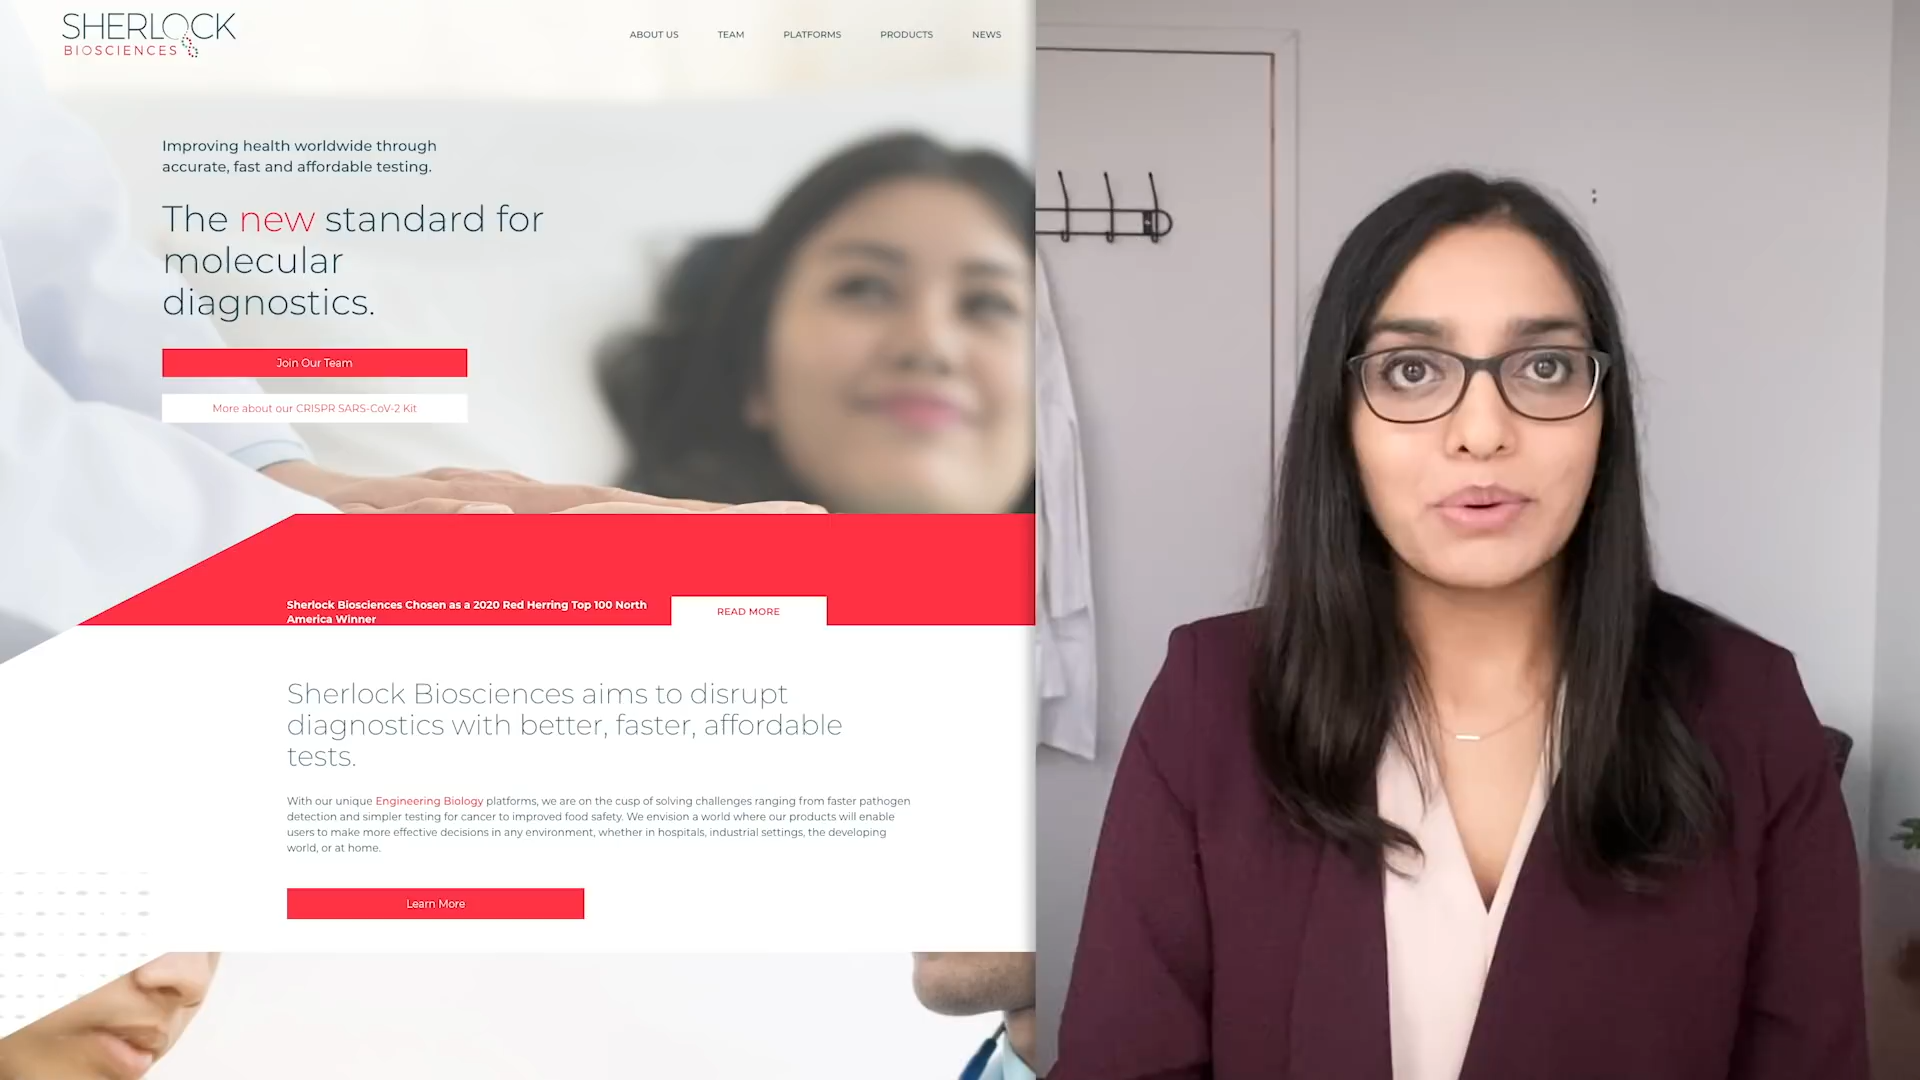 SHERLOCK
BIOSCIENCES
ABOUT US
TEAM
PLATFORMS
PRODUCTS
NEWS
Improving health worldwide through
accurate, fast and affordable testing.
The new standard for
molecular
diagnostics.
Join Our Team
More about our CRISPR SARS-CoV-2 Kit
Sherlock Biosciences Chosen as a 2020 Red Herring Top 100 North
America Winner
READ MORE
Sherlock Biosciences aims to disrupt
diagnostics with better, faster, affordable
tests.
With our unique Engineering Biology platforms, we are on the cusp of solving challenges ranging from faster pathogen
detection and simpler testing for cancer to improved food safety. We envision a world where our products will enable
users to make more effective decisions in any environment, whether in hospitals, industrial settings, the developing
world, or at home.
Learn More